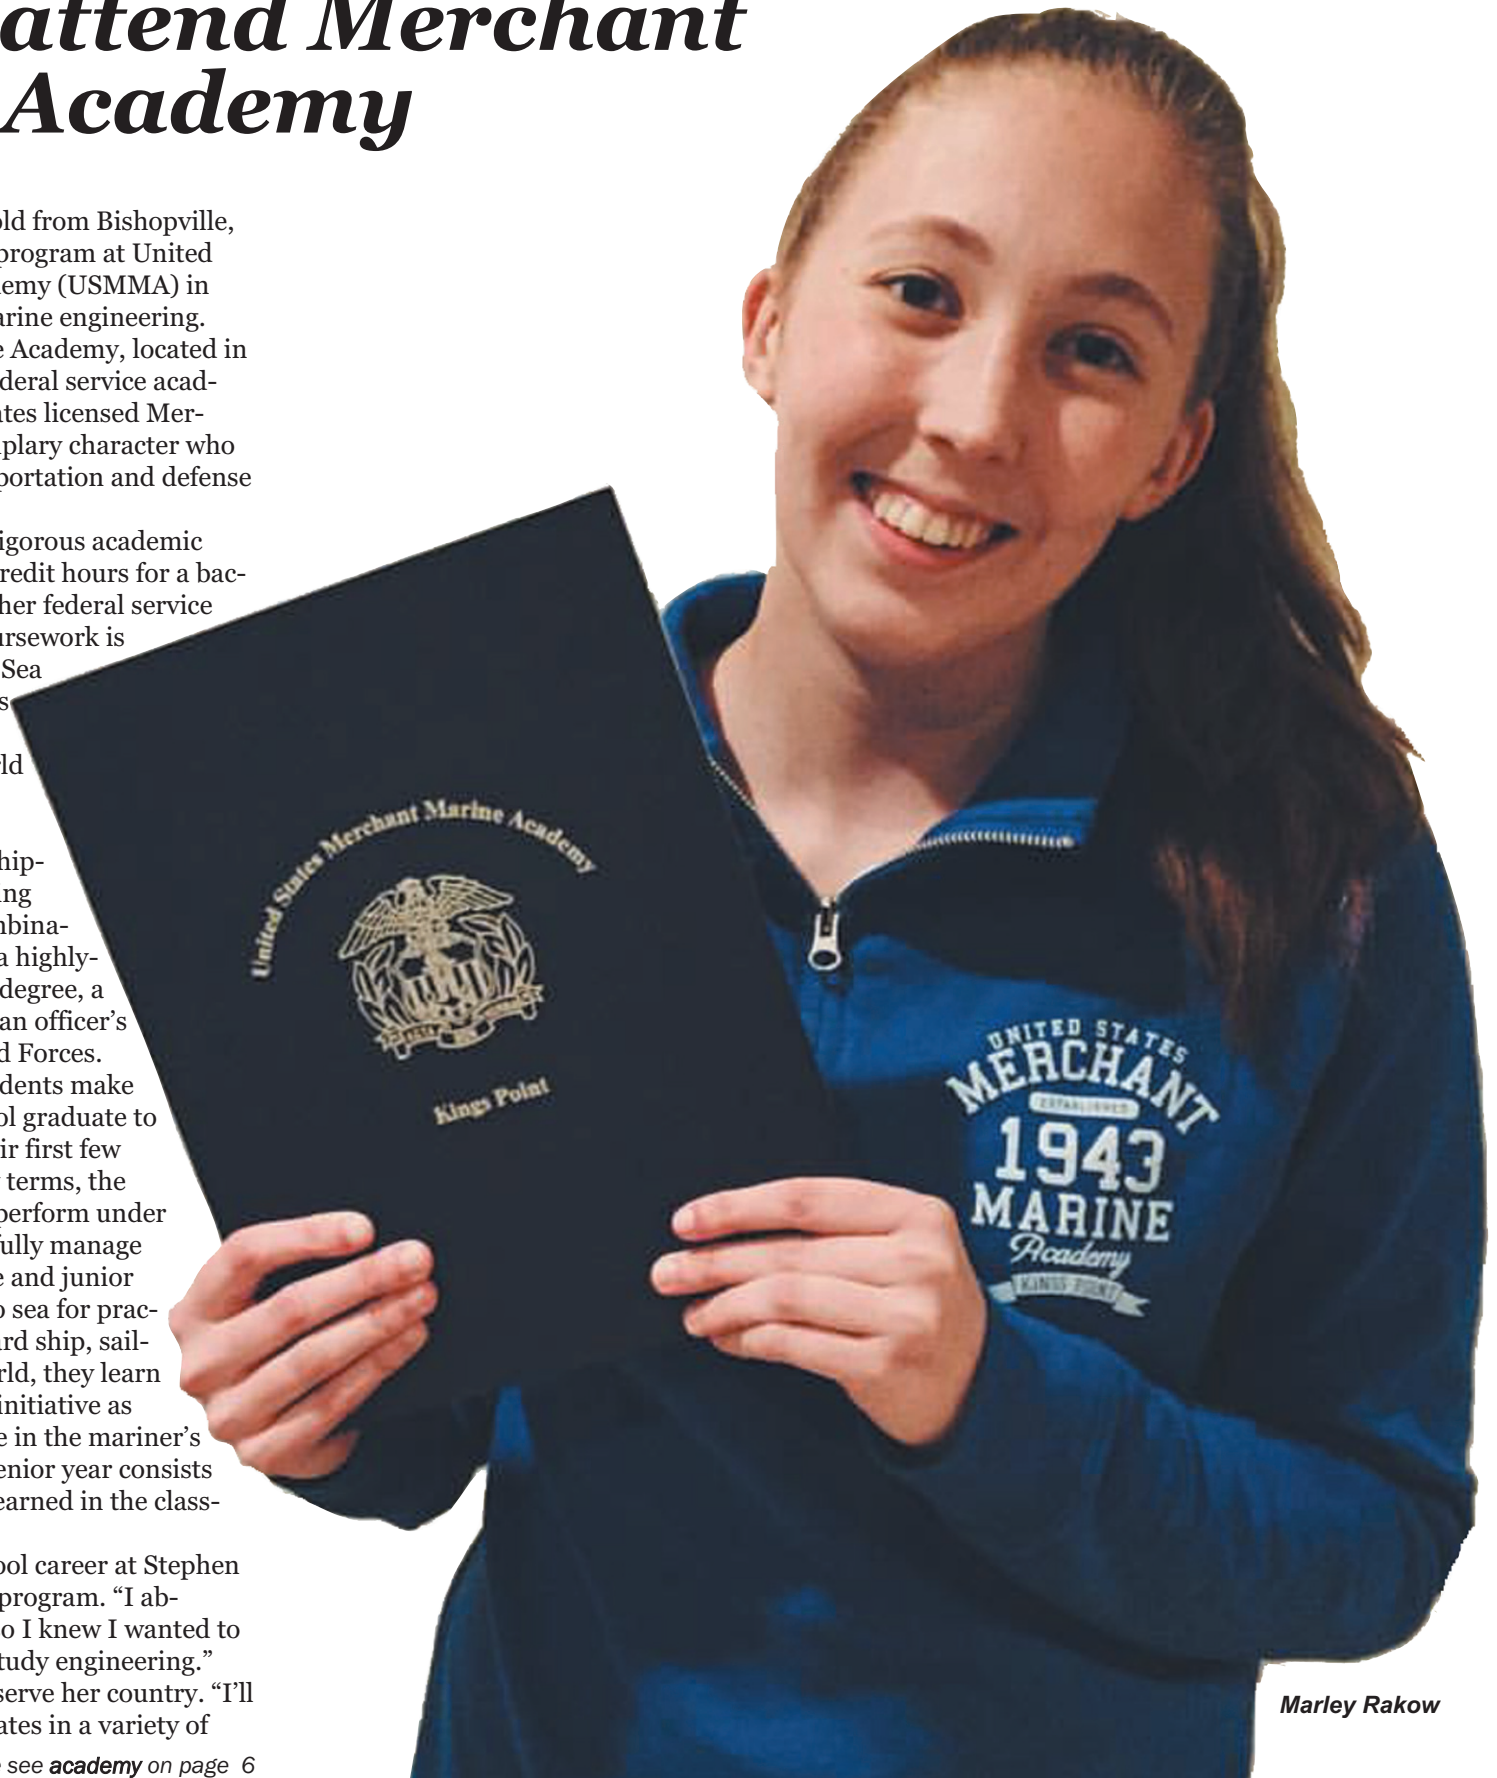 attend Merchant
Academy
old from Bishopville,
program at United
demy (USMMA) in
arine engineering.
e Academy, located in
deral service acad-
ates licensed Mer-
plary character who
portation and defense
igorous academic
redit hours for a bac-
her federal service
ursework is
Sea
s
ld
hip-
ng
mbina-
a highly-
degree, a
an officer’s
d Forces.
dents make
ol graduate to
ir first few
terms, the
perform under
fully manage
e and junior
o sea for prac-
ard ship, sail-
rld, they learn
initiative as
e in the mariner’s
enior year consists
earned in the class-
ool career at Stephen
program. “I ab-
o I knew I wanted to
tudy engineering.”
serve her country. “I’ll
ates in a variety of
see academy on page 6
United States Merchant Marine Academy
Kings Point
UNITED STATES
MERCHANT
ESTABLISHED
1943
MARINE
Academy
KINGS POINT
Marley Rakow